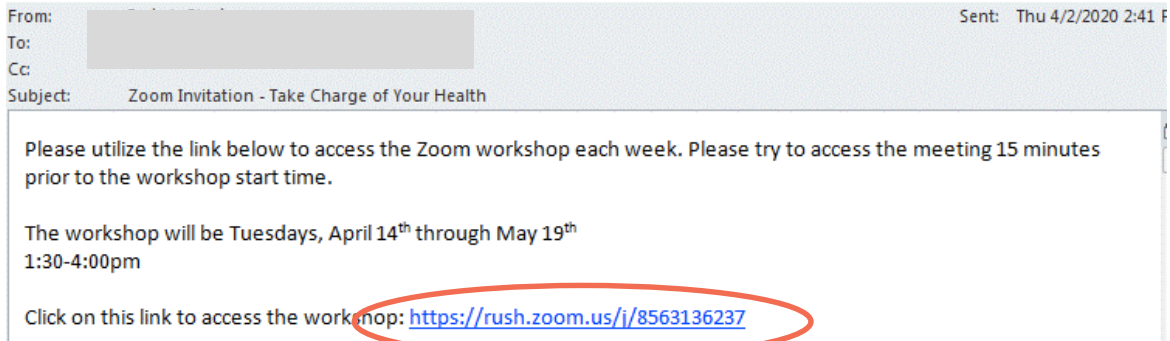 From:
Sent: Thu 4/2/2020 2:41 P
To:
Cc:
Subject: Zoom Invitation - Take Charge of Your Health
Please utilize the link below to access the Zoom workshop each week. Please try to access the meeting 15 minutes
prior to the workshop start time.
The workshop will be Tuesdays, April 14th through May 19th
1:30-4:00pm
Click on this link to access the workshop: https://rush.zoom.us/j/8563136237